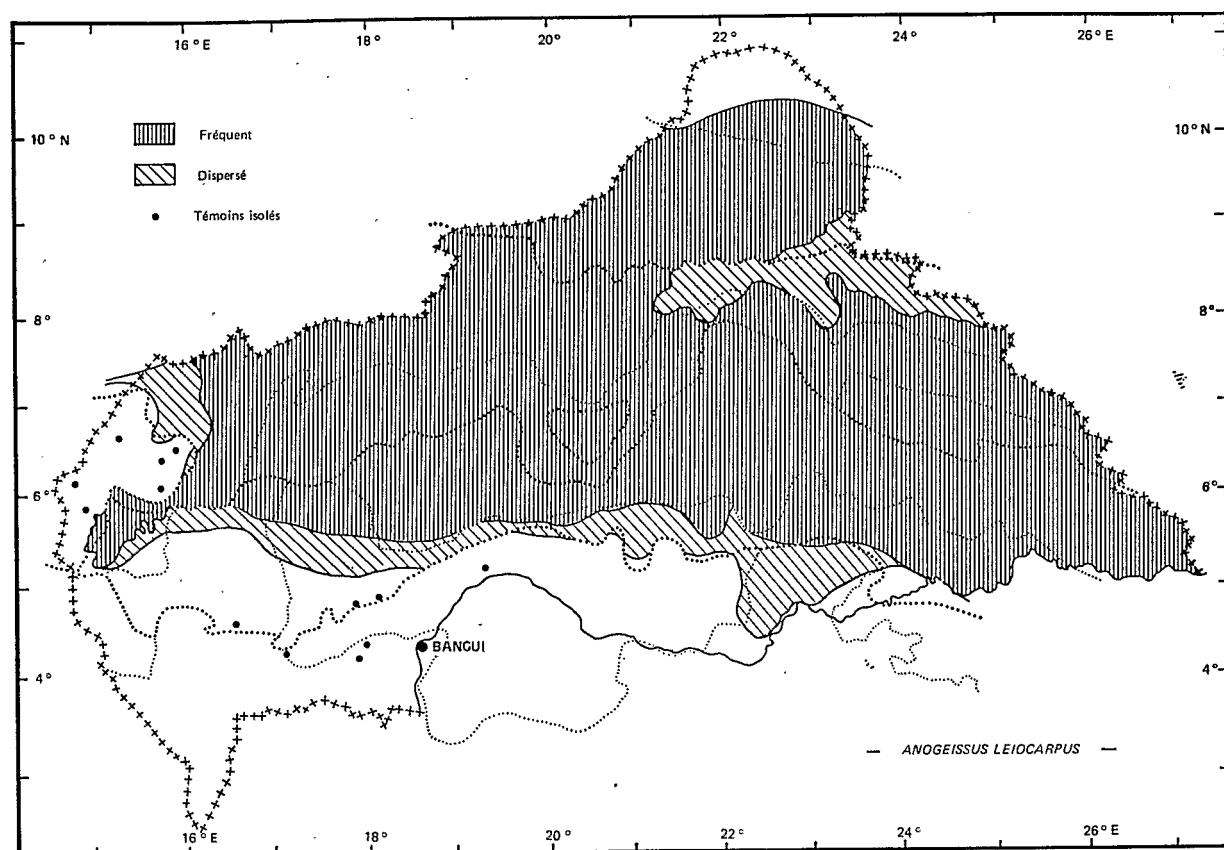 16° E 18° 20° 22° 24° 26° E
10° N 10° N
Fréquent
Dispersé
Témoins isolés
8° 8°
6° 6°
BANGUI
4° 4°
— ANOGEISSUS LEIOCARPUS —
16° E 18° 20° 22° 24° 26° E